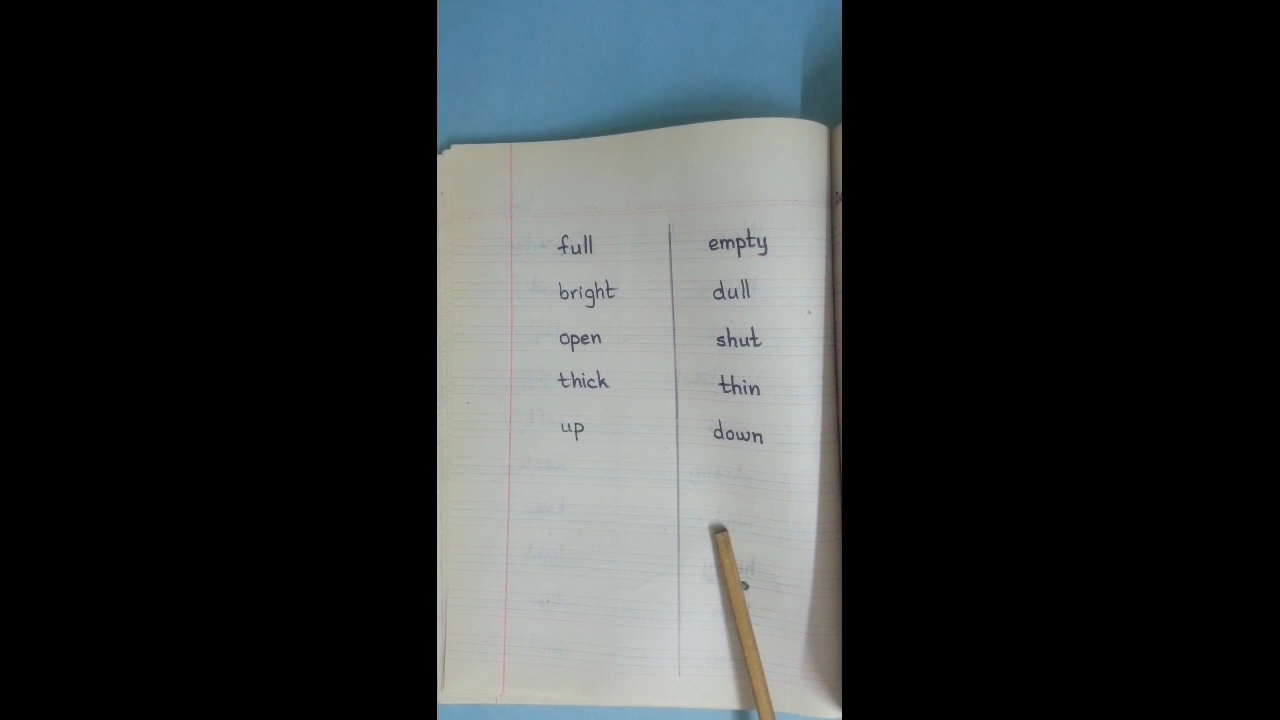 full empty
bright dull
open shut
thick thin
up down